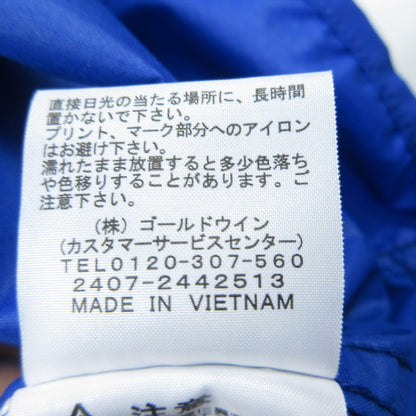 直接日光の当たる場所に、長時間
置かないで下さい。
プリント、マーク部分へのアイロン
はお避け下さい。
濡れたまま放置すると多少色落ち
や色移りすることがあります。ご
注意下さい。
(株) ゴールドウイン
(カスタマーサービスセンター)
TEL0120-307-560
2407-2442513
MADE IN VIETNAM
⚠ 注意